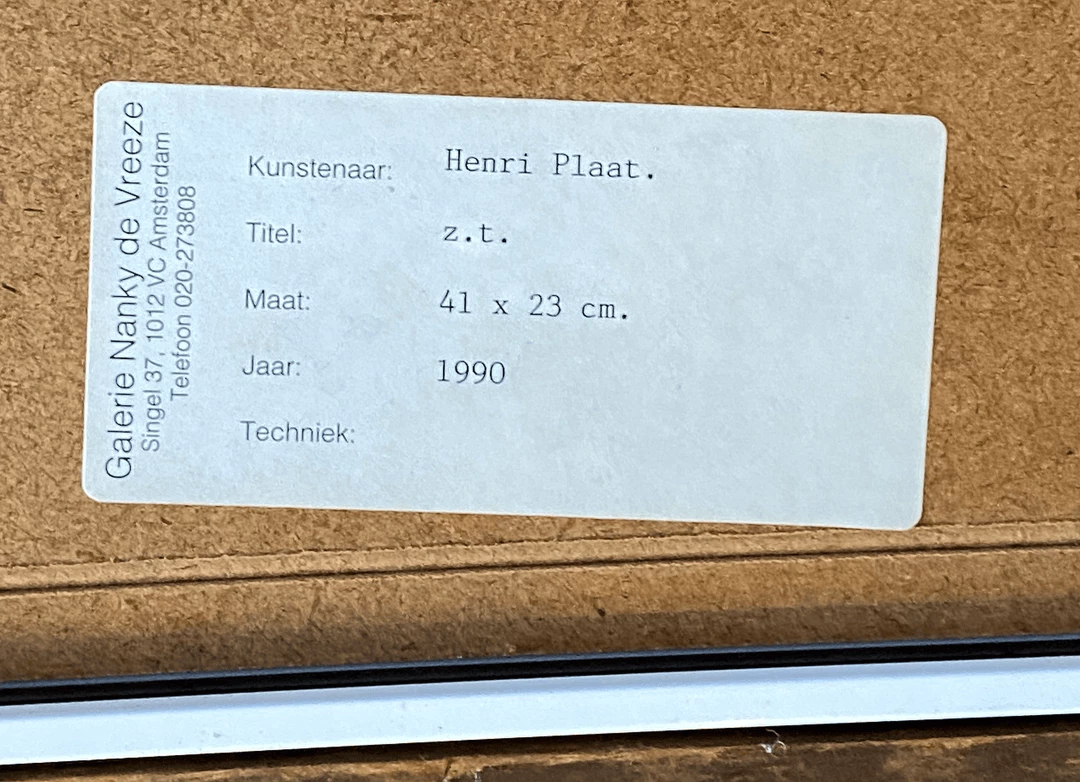 Galerie Nanky de Vreeze
Singel 37, 1012 VC Amsterdam
Telefoon 020-273808
Kunstenaar: Henri Plaat.
Titel: z.t.
Maat: 41 x 23 cm.
Jaar: 1990
Techniek: